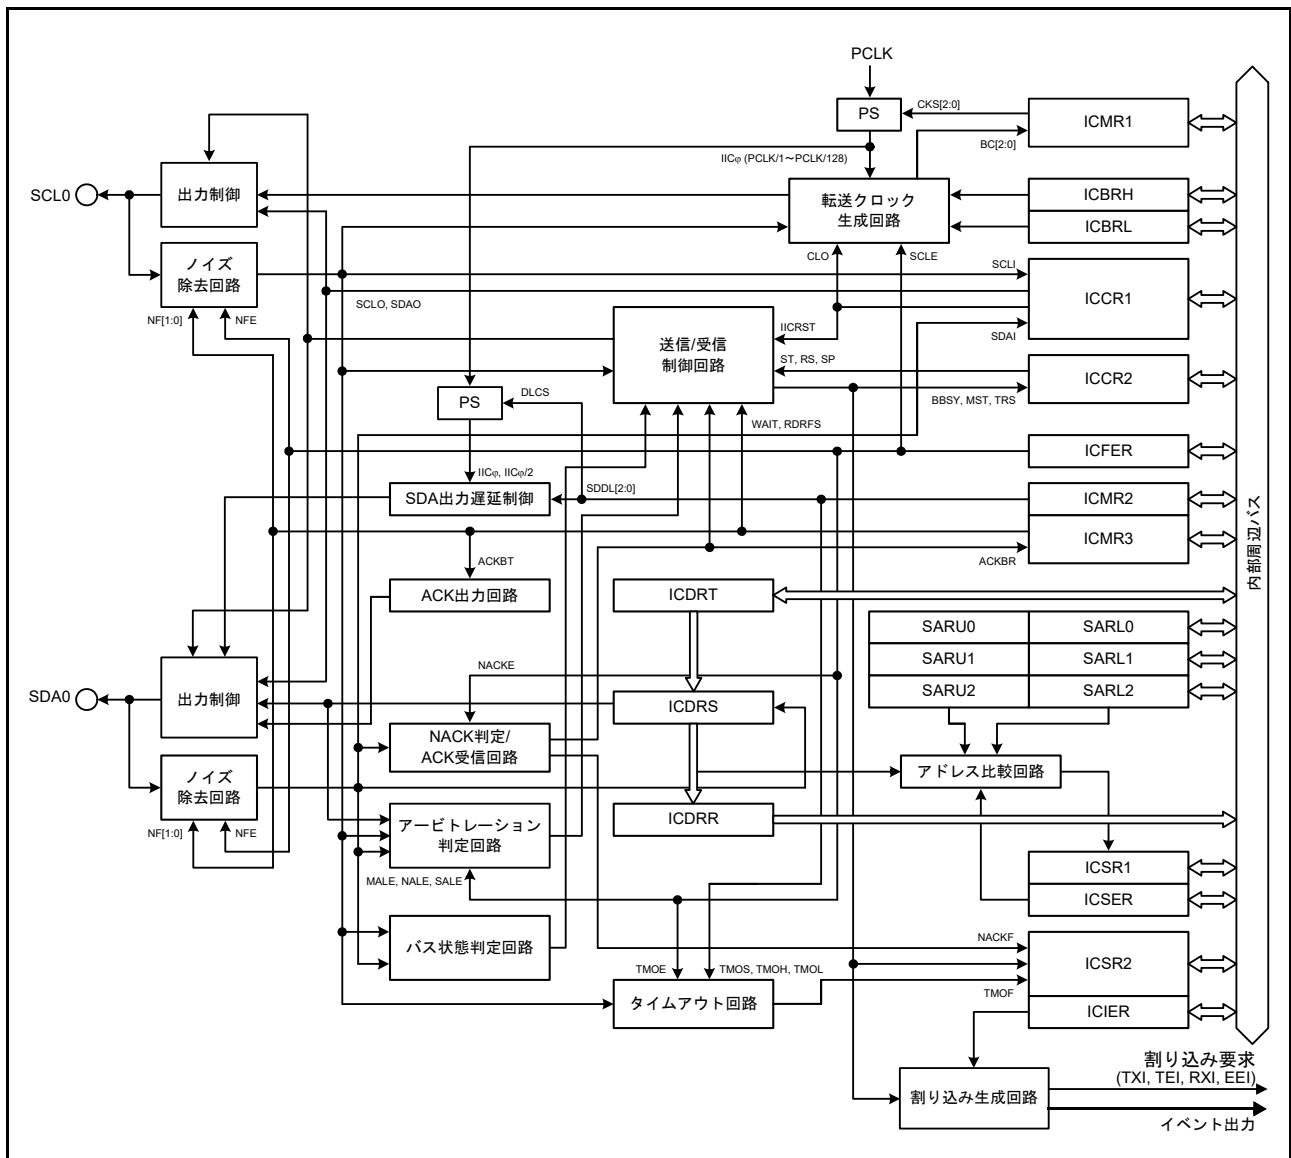 PCLK
PS
CKS[2:0]
ICMR1
BC[2:0]
IICφ (PCLK/1～PCLK/128)
SCL0
出力制御
転送クロック
生成回路
ICBRH
ICBRL
ノイズ
除去回路
CLO
SCLE
SCLI
ICCR1
SCLO, SDAO
NF[1:0]
NFE
IICRST
SDAI
送信/受信
制御回路
ST, RS, SP
ICCR2
BBSY, MST, TRS
PS
DLCS
WAIT, RDRFS
ICFER
IICφ, IICφ/2
SDA出力遅延制御
SDDL[2:0]
ICMR2
ICMR3
内部周辺バス
ACKBT
ACKBR
ACK出力回路
ICDRT
SARU0
SARL0
SARU1
SARL1
SARU2
SARL2
NACKE
SDA0
出力制御
ICDRS
NACK判定/
ACK受信回路
アドレス比較回路
ノイズ
除去回路
NF[1:0]
NFE
アービトレーション
判定回路
ICDRR
MALE, NALE, SALE
ICSR1
ICSER
バス状態判定回路
NACKF
ICSR2
TMOE
TMOS, TMOH, TMOL
タイムアウト回路
TMOF
ICIER
割り込み要求
(TXI, TEI, RXI, EEI)
割り込み生成回路
イベント出力